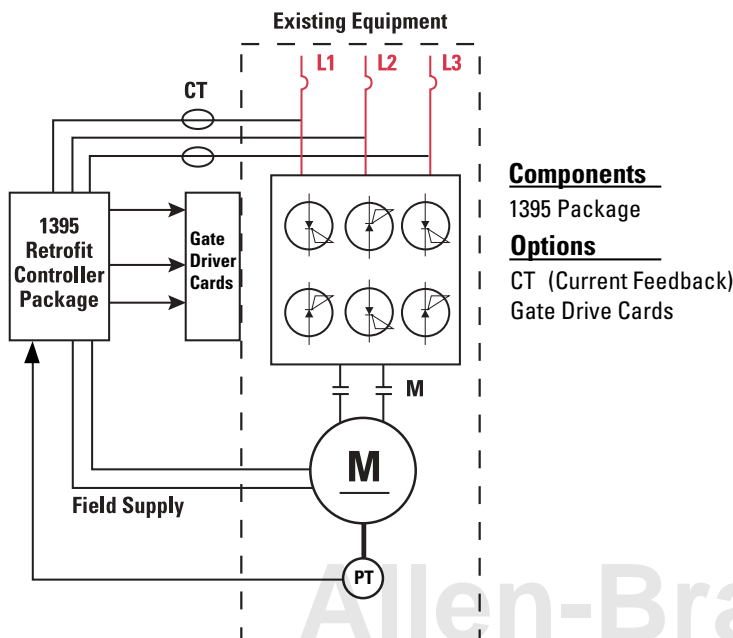 Existing Equipment
L1
L2
L3
CT
1395
Retrofit
Controller
Package
Gate
Driver
Cards
Components
1395 Package
Options
CT (Current Feedback)
Gate Drive Cards
M
M
Field Supply
PT
Allen-Bra